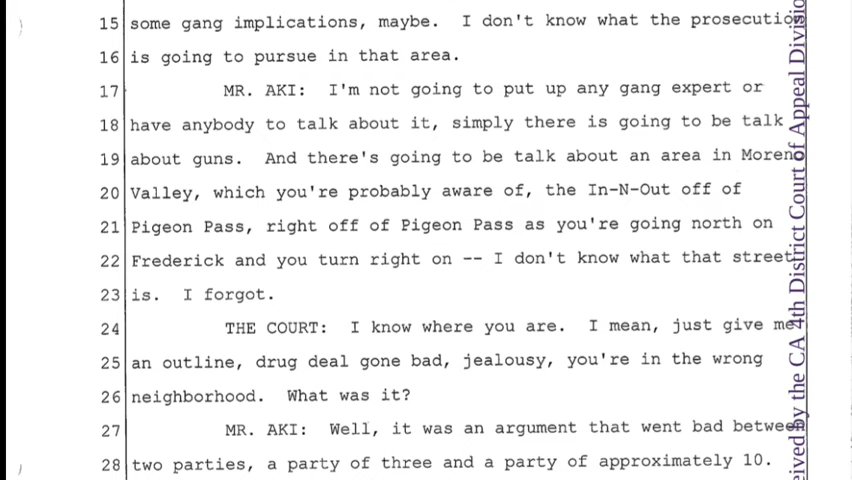 15 some gang implications, maybe. I don't know what the prosecution
16 is going to pursue in that area.
17 MR. AKI: I'm not going to put up any gang expert or
18 have anybody to talk about it, simply there is going to be talk
19 about guns. And there's going to be talk about an area in Moreno
20 Valley, which you're probably aware of, the In-N-Out off of
21 Pigeon Pass, right off of Pigeon Pass as you're going north on
22 Frederick and you turn right on -- I don't know what that street
23 is. I forgot.
24 THE COURT: I know where you are. I mean, just give me
25 an outline, drug deal gone bad, jealousy, you're in the wrong
26 neighborhood. What was it?
27 MR. AKI: Well, it was an argument that went bad between
28 two parties, a party of three and a party of approximately 10.
eived by the CA 4th District Court of Appeal Divisio